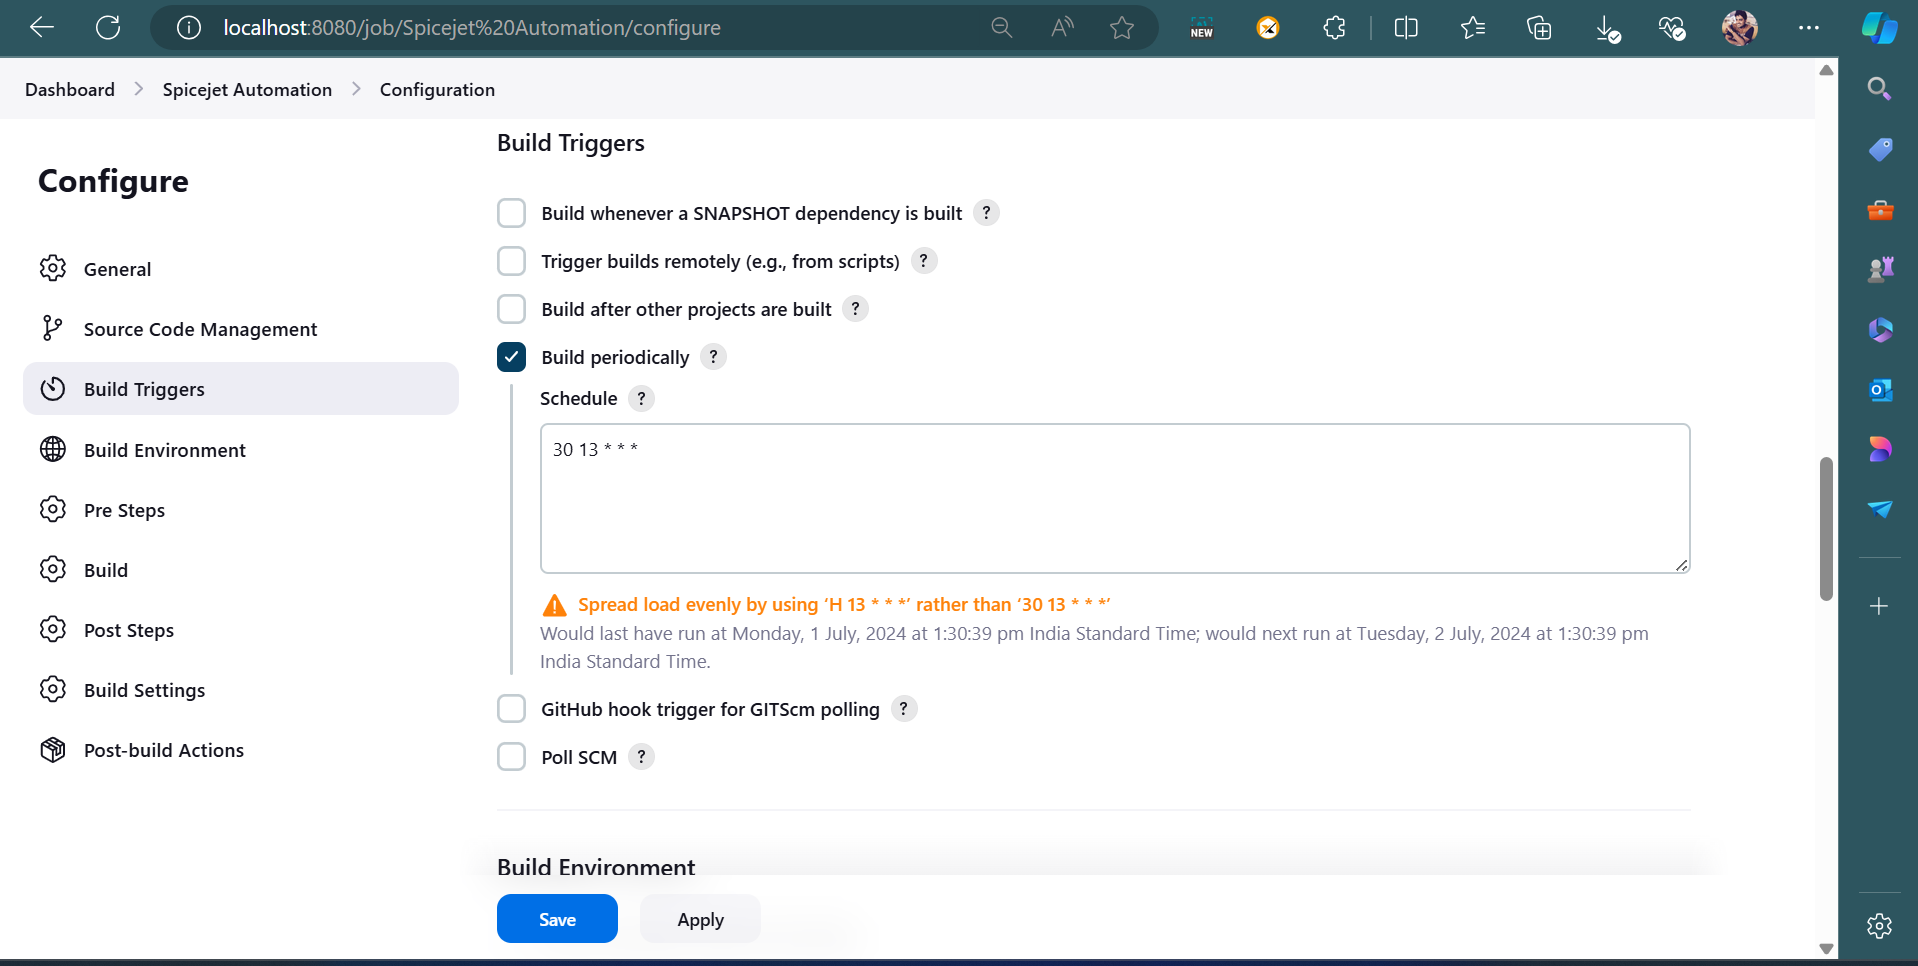 localhost:8080/job/Spicejet%20Automation/configure
NEW
Dashboard > Spicejet Automation > Configuration
Configure
General
Source Code Management
Build Triggers
Build Environment
Pre Steps
Build
Post Steps
Build Settings
Post-build Actions
Build Triggers
Build whenever a SNAPSHOT dependency is built ?
Trigger builds remotely (e.g., from scripts) ?
Build after other projects are built ?
Build periodically ?
Schedule ?
30 13 * * *
Spread load evenly by using ‘H 13 * * *’ rather than ‘30 13 * * *’
Would last have run at Monday, 1 July, 2024 at 1:30:39 pm India Standard Time; would next run at Tuesday, 2 July, 2024 at 1:30:39 pm
India Standard Time.
GitHub hook trigger for GITScm polling ?
Poll SCM ?
Build Environment
Save
Apply